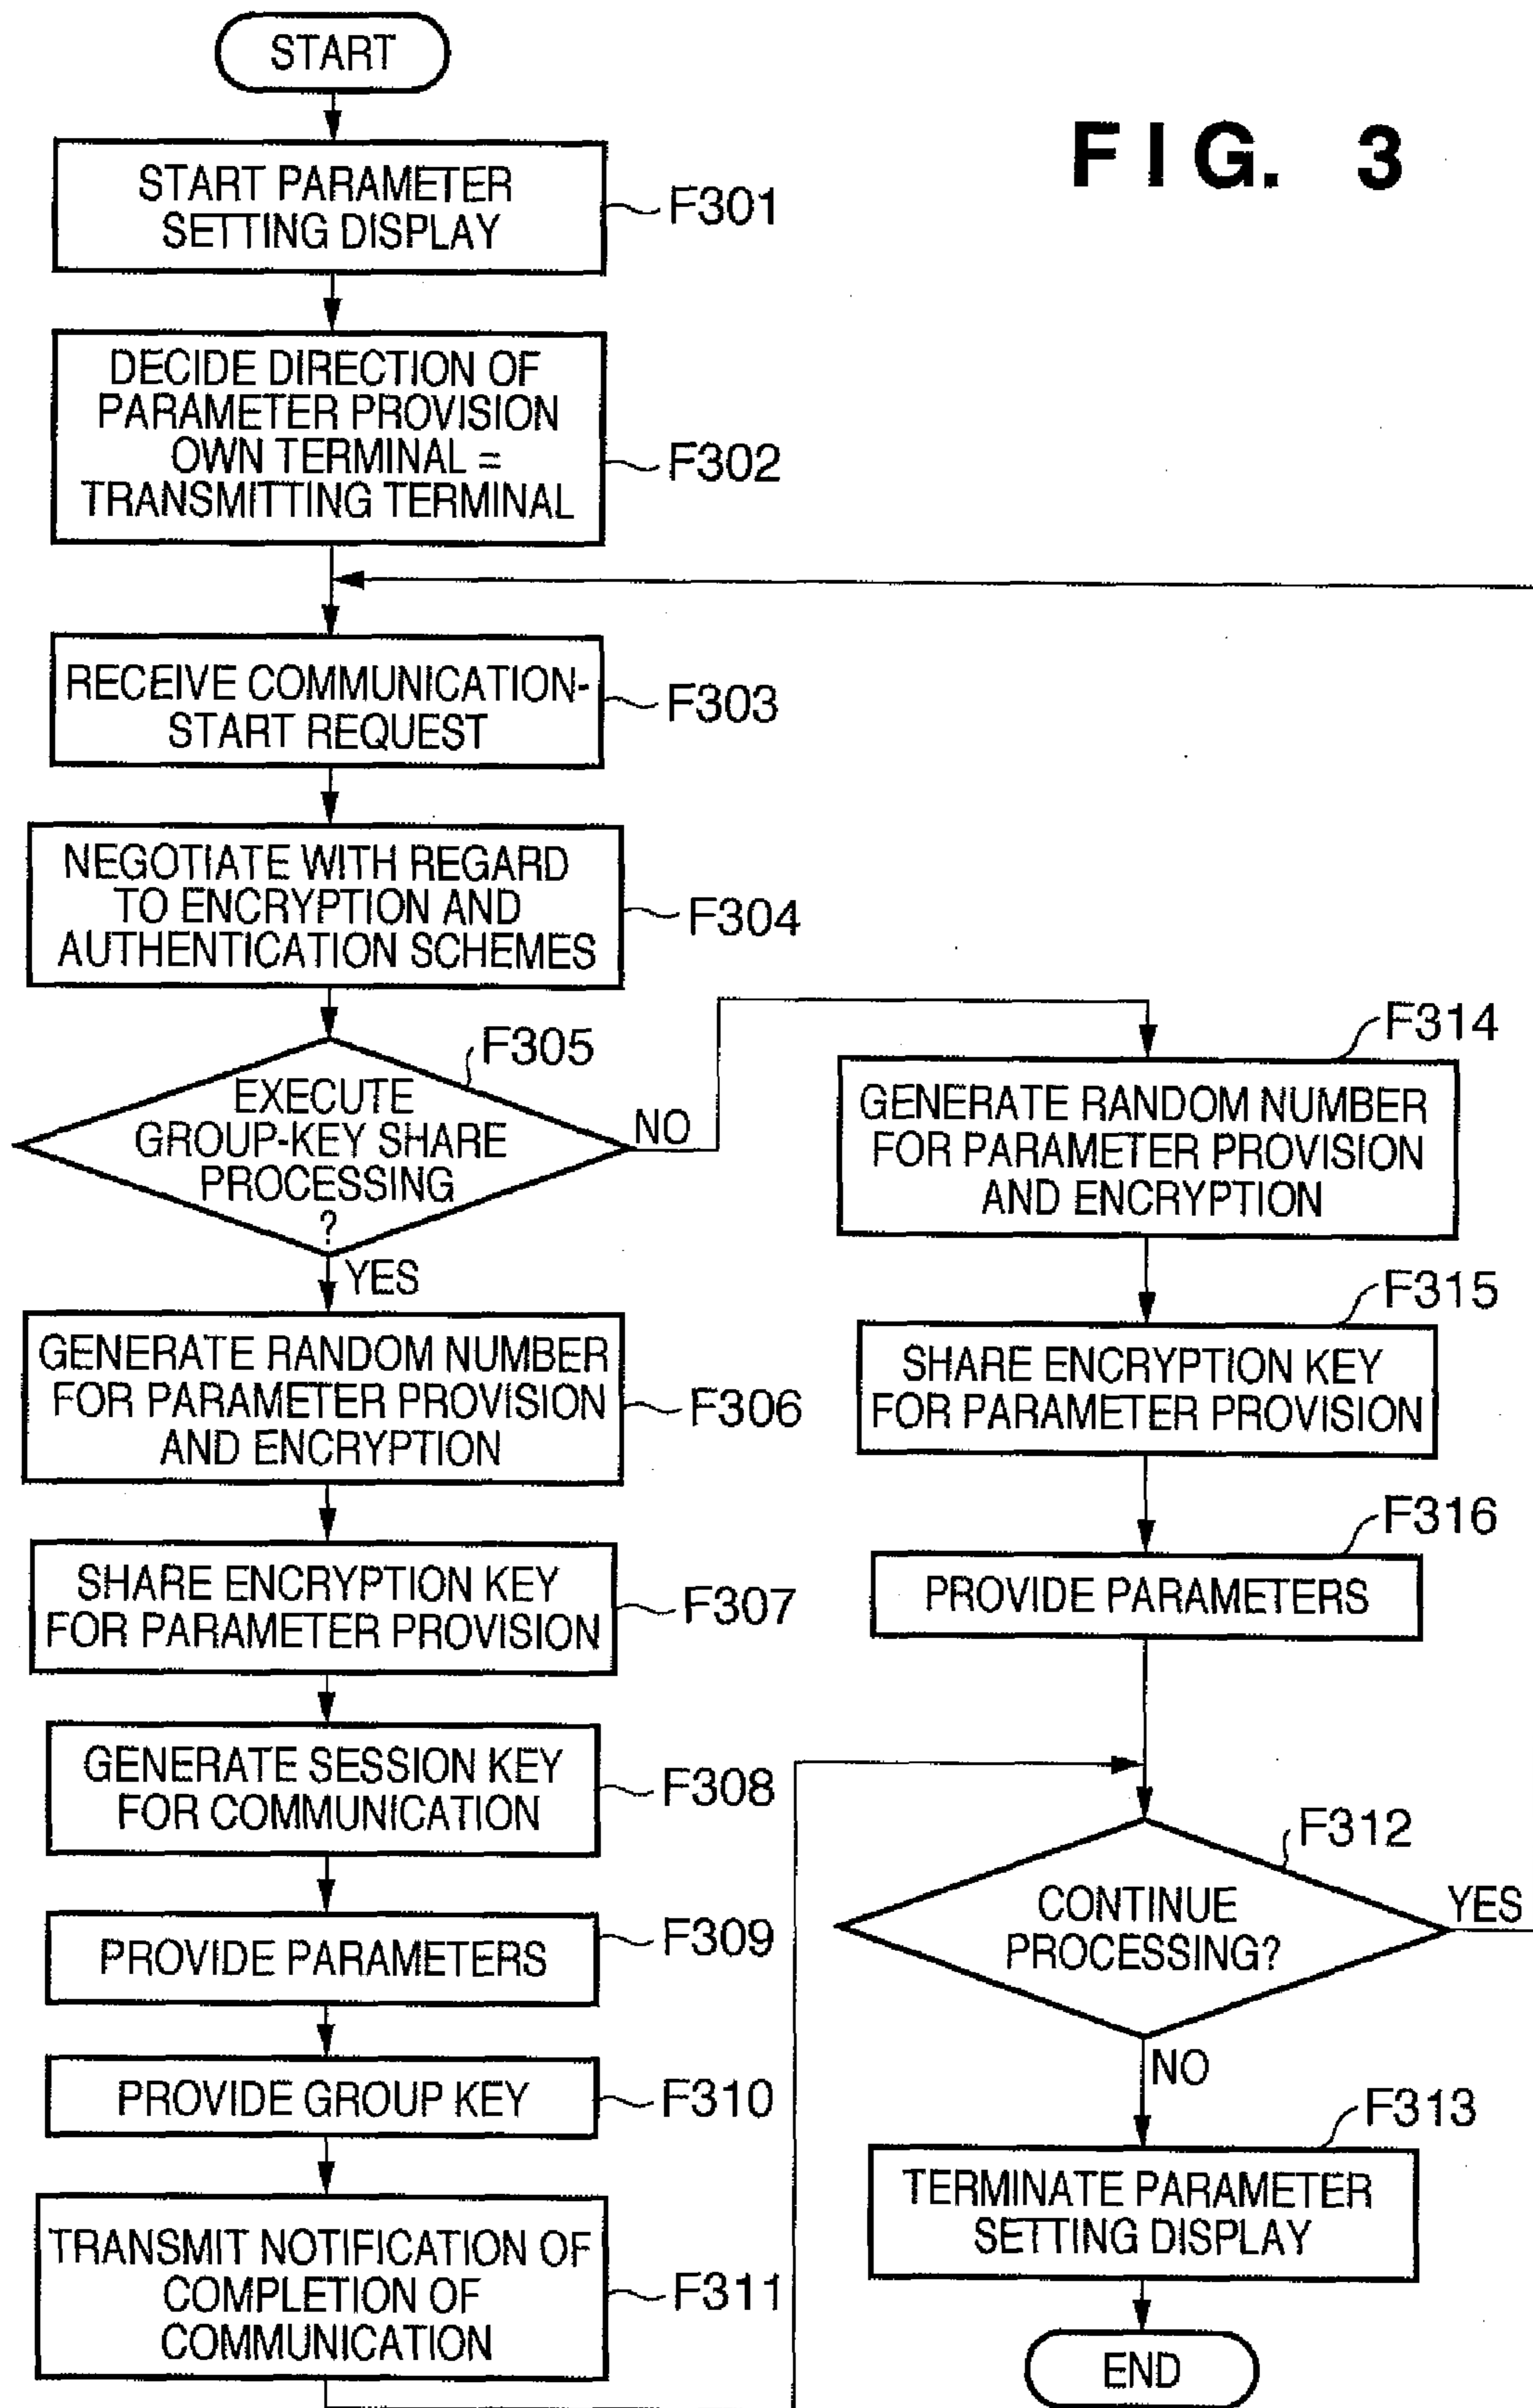 START
FIG. 3
START PARAMETER
SETTING DISPLAY
F301
DECIDE DIRECTION OF
PARAMETER PROVISION
OWN TERMINAL =
TRANSMITTING TERMINAL
F302
RECEIVE COMMUNICATION-
START REQUEST
F303
NEGOTIATE WITH REGARD
TO ENCRYPTION AND
AUTHENTICATION SCHEMES
F304
F305
EXECUTE
GROUP-KEY SHARE
PROCESSING
?
NO
YES
GENERATE RANDOM NUMBER
FOR PARAMETER PROVISION
AND ENCRYPTION
F306
SHARE ENCRYPTION KEY
FOR PARAMETER PROVISION
F307
GENERATE SESSION KEY
FOR COMMUNICATION
F308
PROVIDE PARAMETERS
F309
PROVIDE GROUP KEY
F310
TRANSMIT NOTIFICATION OF
COMPLETION OF
COMMUNICATION
F311
F314
GENERATE RANDOM NUMBER
FOR PARAMETER PROVISION
AND ENCRYPTION
F315
SHARE ENCRYPTION KEY
FOR PARAMETER PROVISION
F316
PROVIDE PARAMETERS
F312
CONTINUE
PROCESSING?
YES
NO
F313
TERMINATE PARAMETER
SETTING DISPLAY
END